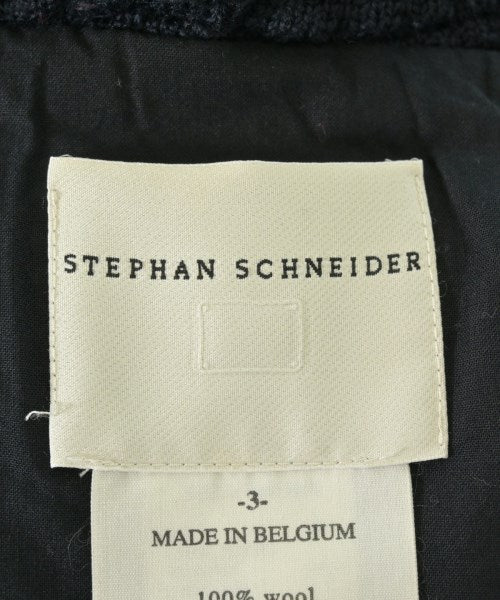 STEPHAN SCHNEIDER
-3-
MADE IN BELGIUM
100% wool